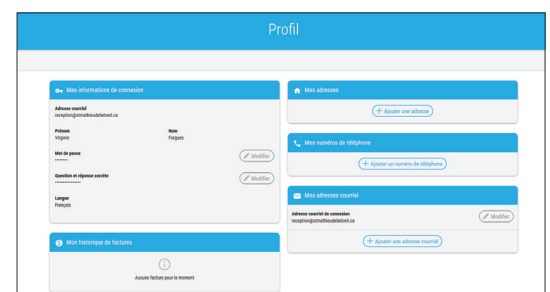 Profil
Mes informations de connexion
Adresse courriel
reception@stmathieudebeloeil.ca
Prénom
Nom
Virginie
Forgues
Mot de passe
********
Modifier
Question et réponse secrète
****************
Modifier
Langue
Français
Mon historique de factures
Aucune facture pour le moment
Mes adresses
+ Ajouter une adresse
Mes numéros de téléphone
+ Ajouter un numéro de téléphone
Mes adresses courriel
Adresse courriel de connexion
reception@stmathieudebeloeil.ca
Modifier
+ Ajouter une adresse courriel